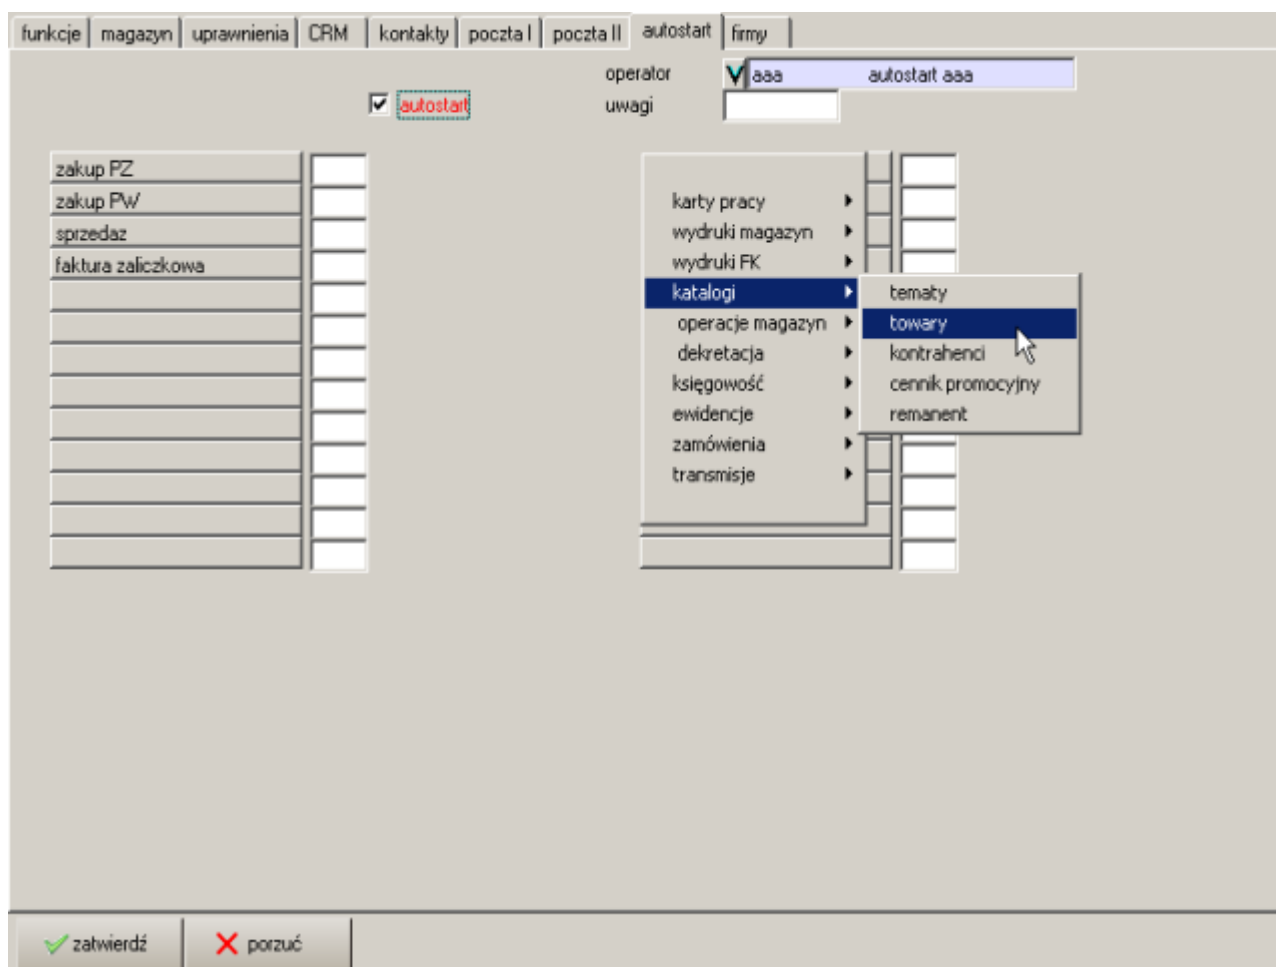 funkcje magazyn uprawnienia CRM kontakty poczta I poczta II autostart firmy
operator aaa autostart aaa
autostart uwagi
zakup PZ
zakup PW
sprzedaz
faktura zaliczkowa
karty pracy
wydruki magazyn
wydruki FK
katalogi
operacje magazyn
dekretacja
księgowość
ewidencje
zamówienia
transmisje
tematy
towary
kontrahenci
cennik promocyjny
remanent
zatwierdź porzuć